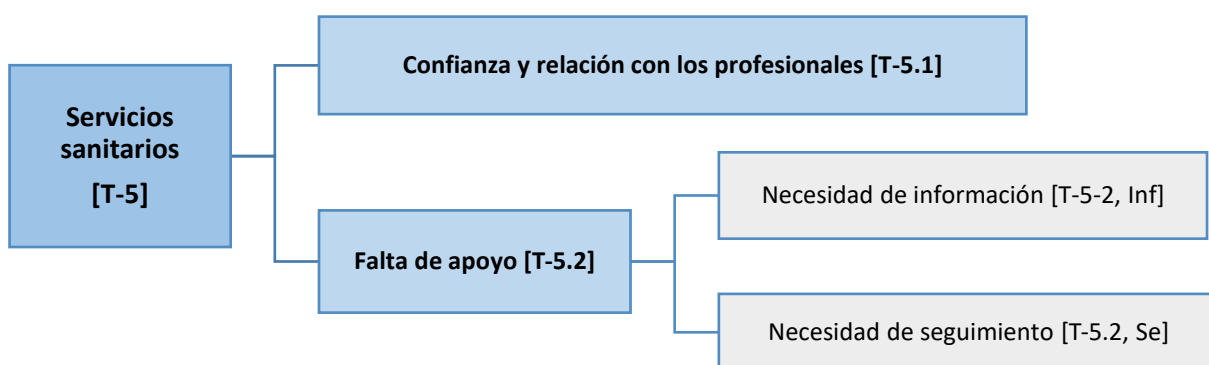 Confianza y relación con los profesionales [T-5.1]
Servicios
sanitarios
[T-5]
Necesidad de información [T-5-2, Inf]
Falta de apoyo [T-5.2]
Necesidad de seguimiento [T-5.2, Se]